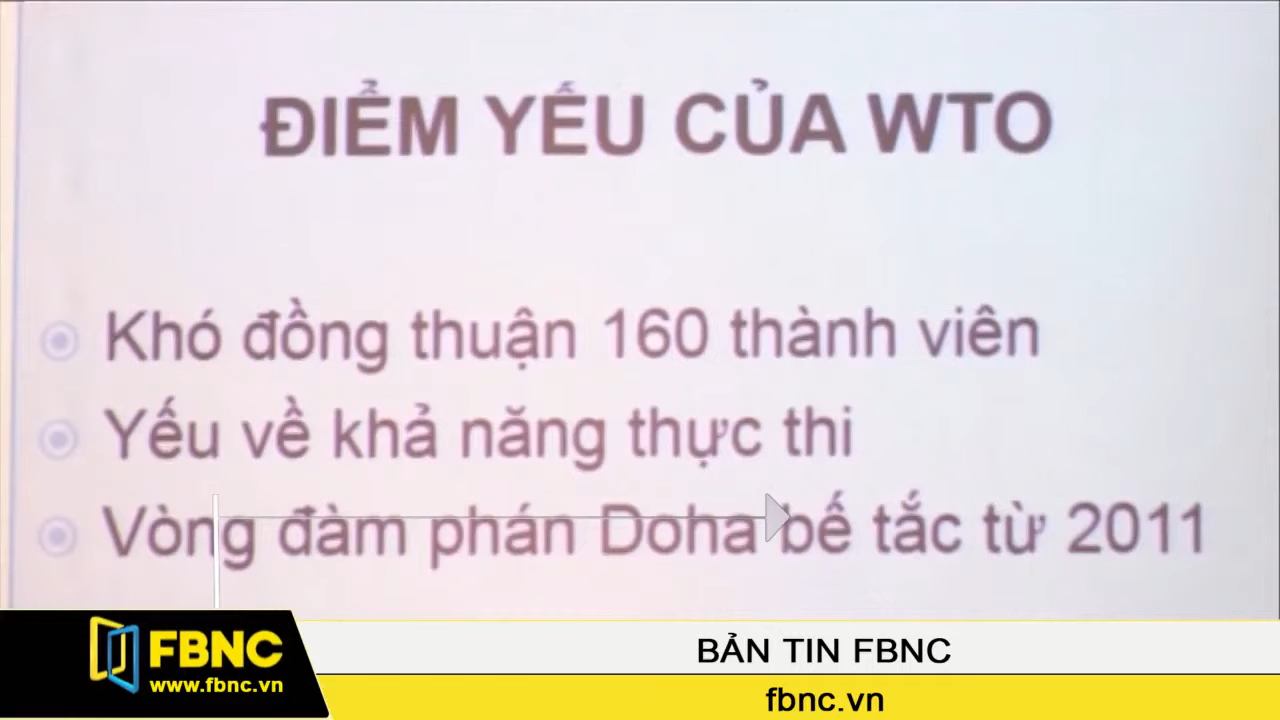 ĐIỂM YẾU CỦA WTO
Khó đồng thuận 160 thành viên
Yếu về khả năng thực thi
Vòng đàm phán Doha bế tắc từ 2011
FBNC
www.fbnc.vn
BẢN TIN FBNC
fbnc.vn